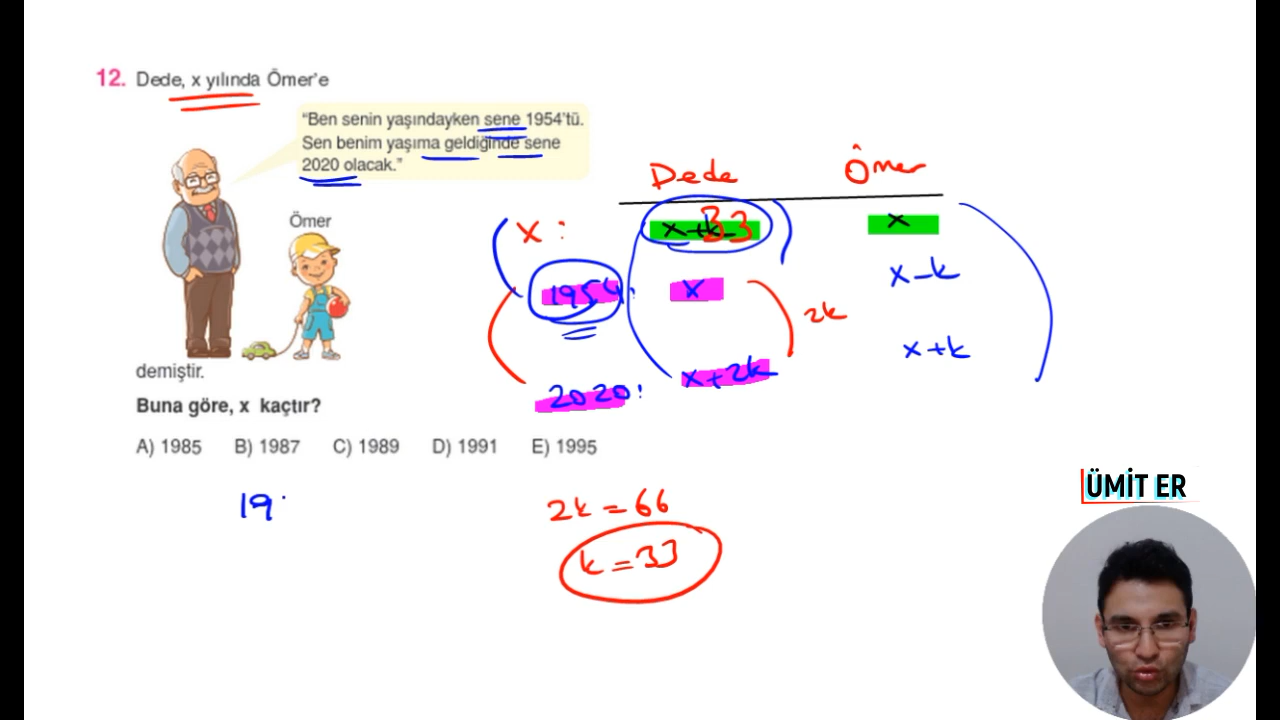 12. Dede, x yılında Ömer'e
"Ben senin yaşındayken sene 1954'tü.
Sen benim yaşıma geldiğinde sene
2020 olacak."
Ömer
demiştir.
Buna göre, x kaçtır?
A) 1985 B) 1987 C) 1989 D) 1991 E) 1995
Dede Ömer
x : x+k 33 x
1954: x x-k
2k
2020: x+2k x+k
19
2k = 66
k = 33
ÜMİT ER